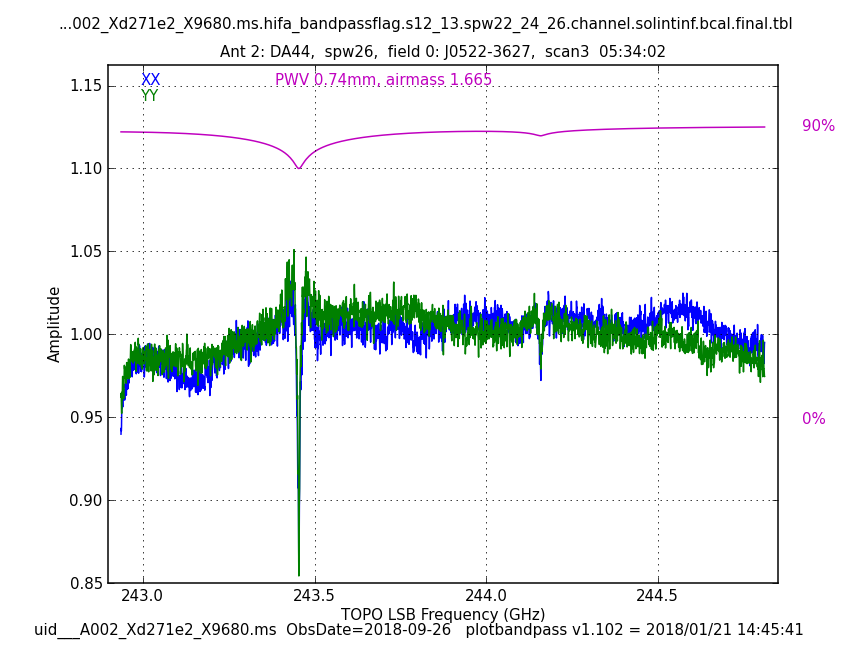 ...002_Xd271e2_X9680.ms.hifa_bandpassflag.s12_13.spw22_24_26.channel.solintinf.bcal.final.tbl
Ant 2: DA44,  spw26,  field 0: J0522-3627,  scan3  05:34:02
XX
PWV 0.74mm, airmass 1.665
YY
1.15
1.10
1.05
1.00
0.95
0.90
0.85
Amplitude
90%
0%
243.0 243.5 244.0 244.5
TOPO LSB Frequency (GHz)
uid___A002_Xd271e2_X9680.ms  ObsDate=2018-09-26   plotbandpass v1.102 = 2018/01/21 14:45:41